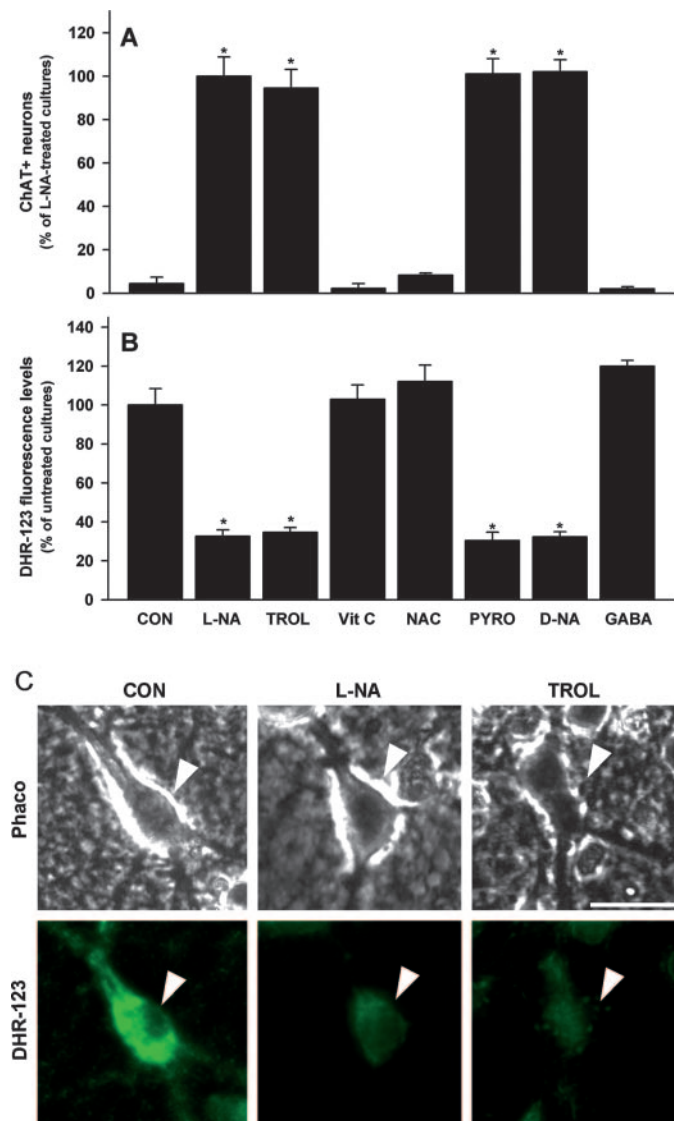 A
ChAT+ neurons
(% of L-NA-treated cultures)
120
100
80
60
40
20
0
* * * *
B
DHR-123 fluorescence levels
(% of untreated cultures)
140
120
100
80
60
40
20
0
* * * *
CON L-NA TROL Vit C NAC PYRO D-NA GABA
C
CON L-NA TROL
Phaco
DHR-123